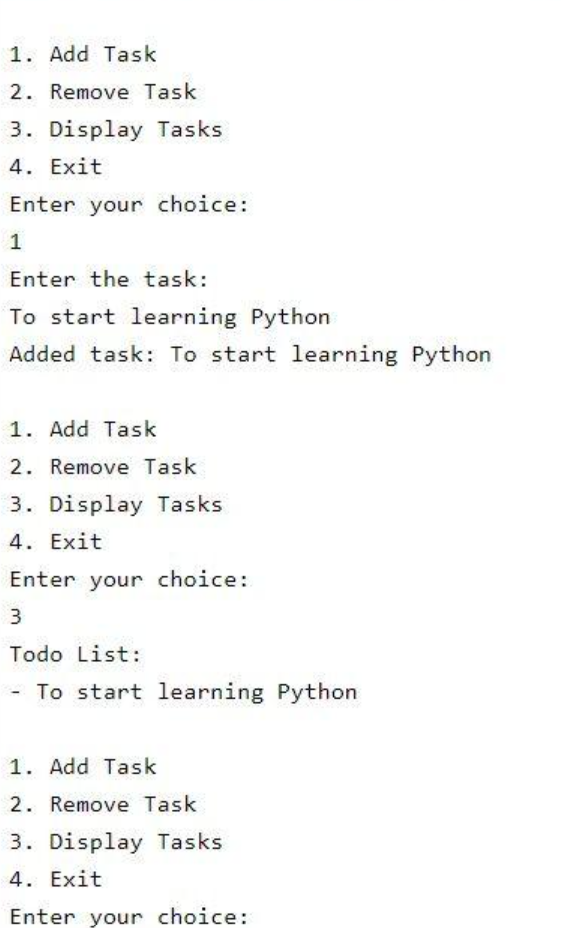 1. Add Task
2. Remove Task
3. Display Tasks
4. Exit
Enter your choice:
1
Enter the task:
To start learning Python
Added task: To start learning Python
1. Add Task
2. Remove Task
3. Display Tasks
4. Exit
Enter your choice:
3
Todo List:
- To start learning Python
1. Add Task
2. Remove Task
3. Display Tasks
4. Exit
Enter your choice: